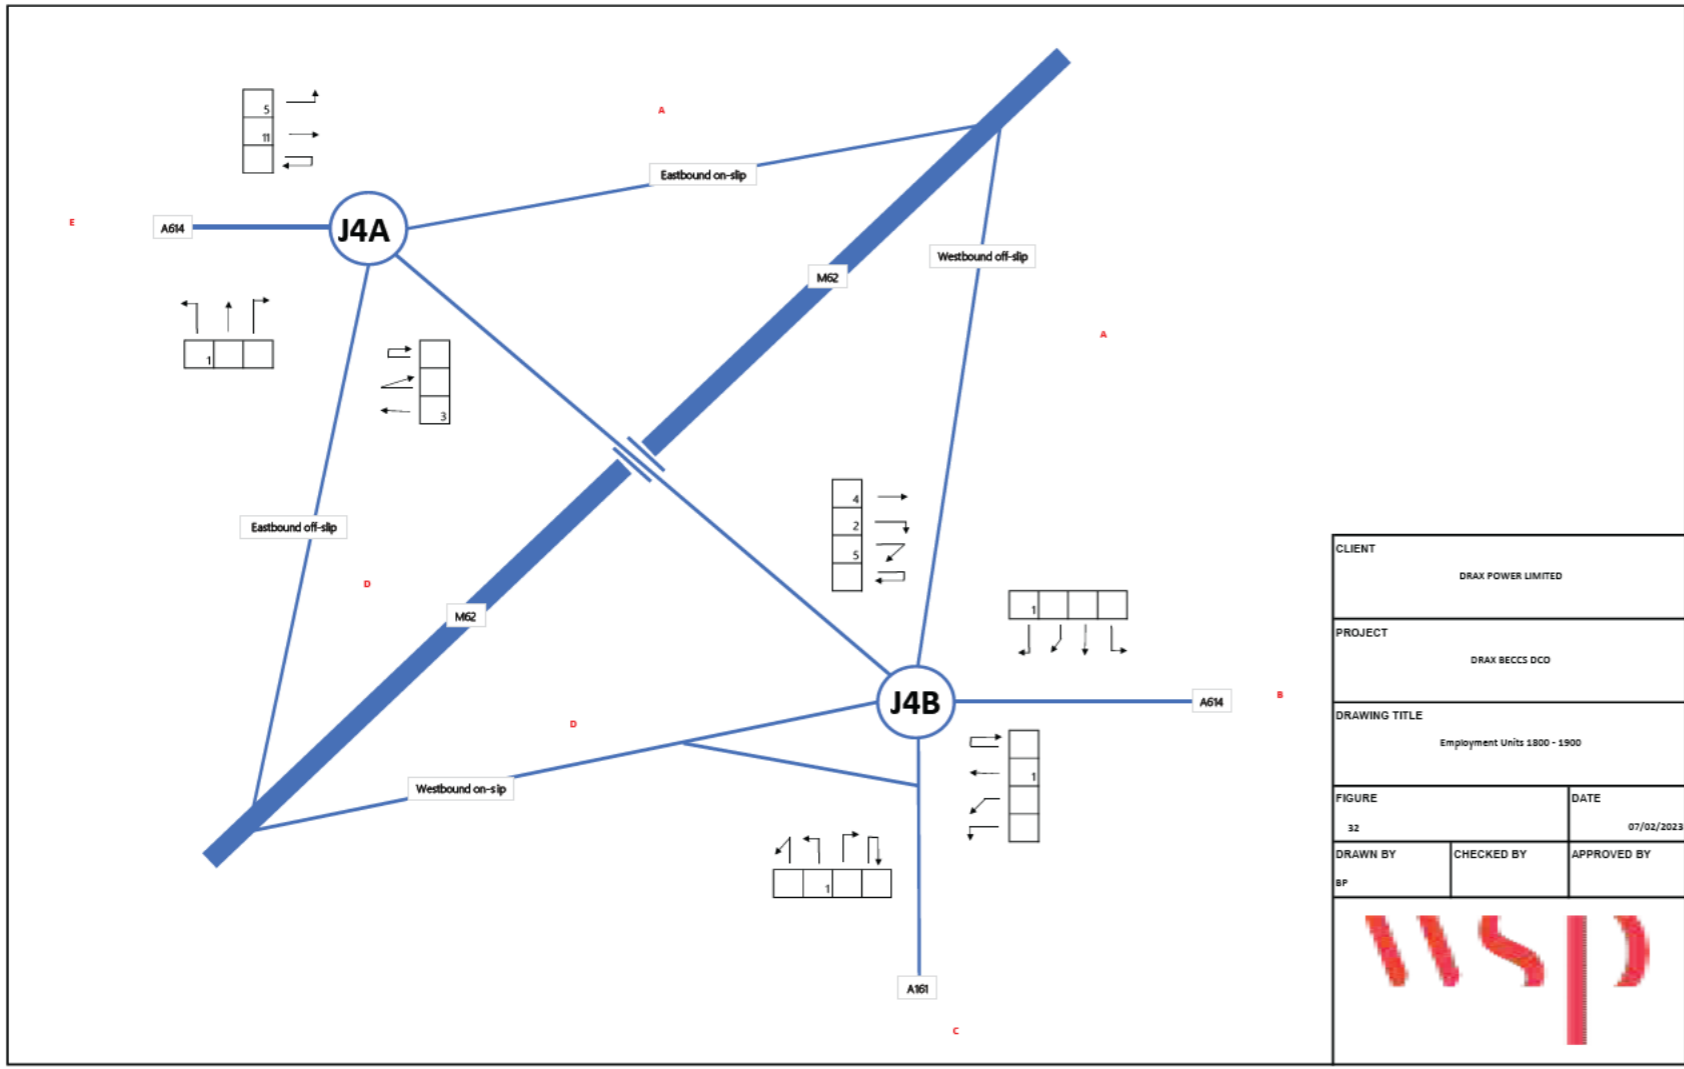 A
5
11
Eastbound on-slip
E
A614
J4A
Westbound off-slip
M62
A
1
3
4
2
5
Eastbound off-slip
D
M62
1
J4B
A614
B
D
1
Westbound on-slip
1
A161
C
CLIENT
DRAX POWER LIMITED
PROJECT
DRAX BECCS DCO
DRAWING TITLE
Employment Units 1800 - 1900
FIGURE
DATE
32
07/02/2023
DRAWN BY
CHECKED BY
APPROVED BY
BP
wsp